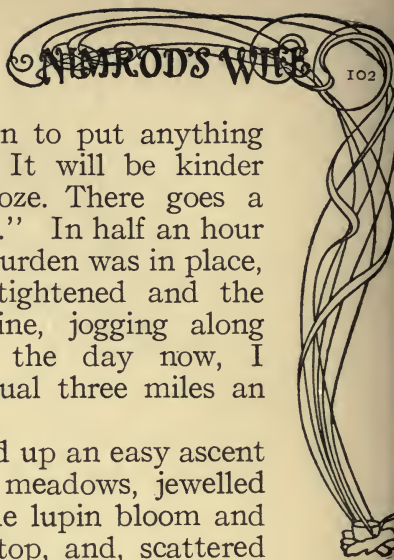 NIMROD'S WIFE
102
n to put anything
It will be kinder
oze. There goes a
." In half an hour
urden was in place,
tightened and the
ine, jogging along
the day now, I
ual three miles an
d up an easy ascent
meadows, jewelled
e lupin bloom and
top, and, scattered